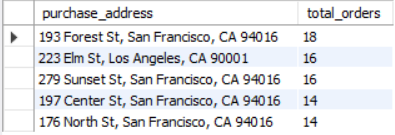 purchase_address total_orders
193 Forest St, San Francisco, CA 94016 18
223 Elm St, Los Angeles, CA 90001 16
279 Sunset St, San Francisco, CA 94016 16
197 Center St, San Francisco, CA 94016 14
176 North St, San Francisco, CA 94016 14